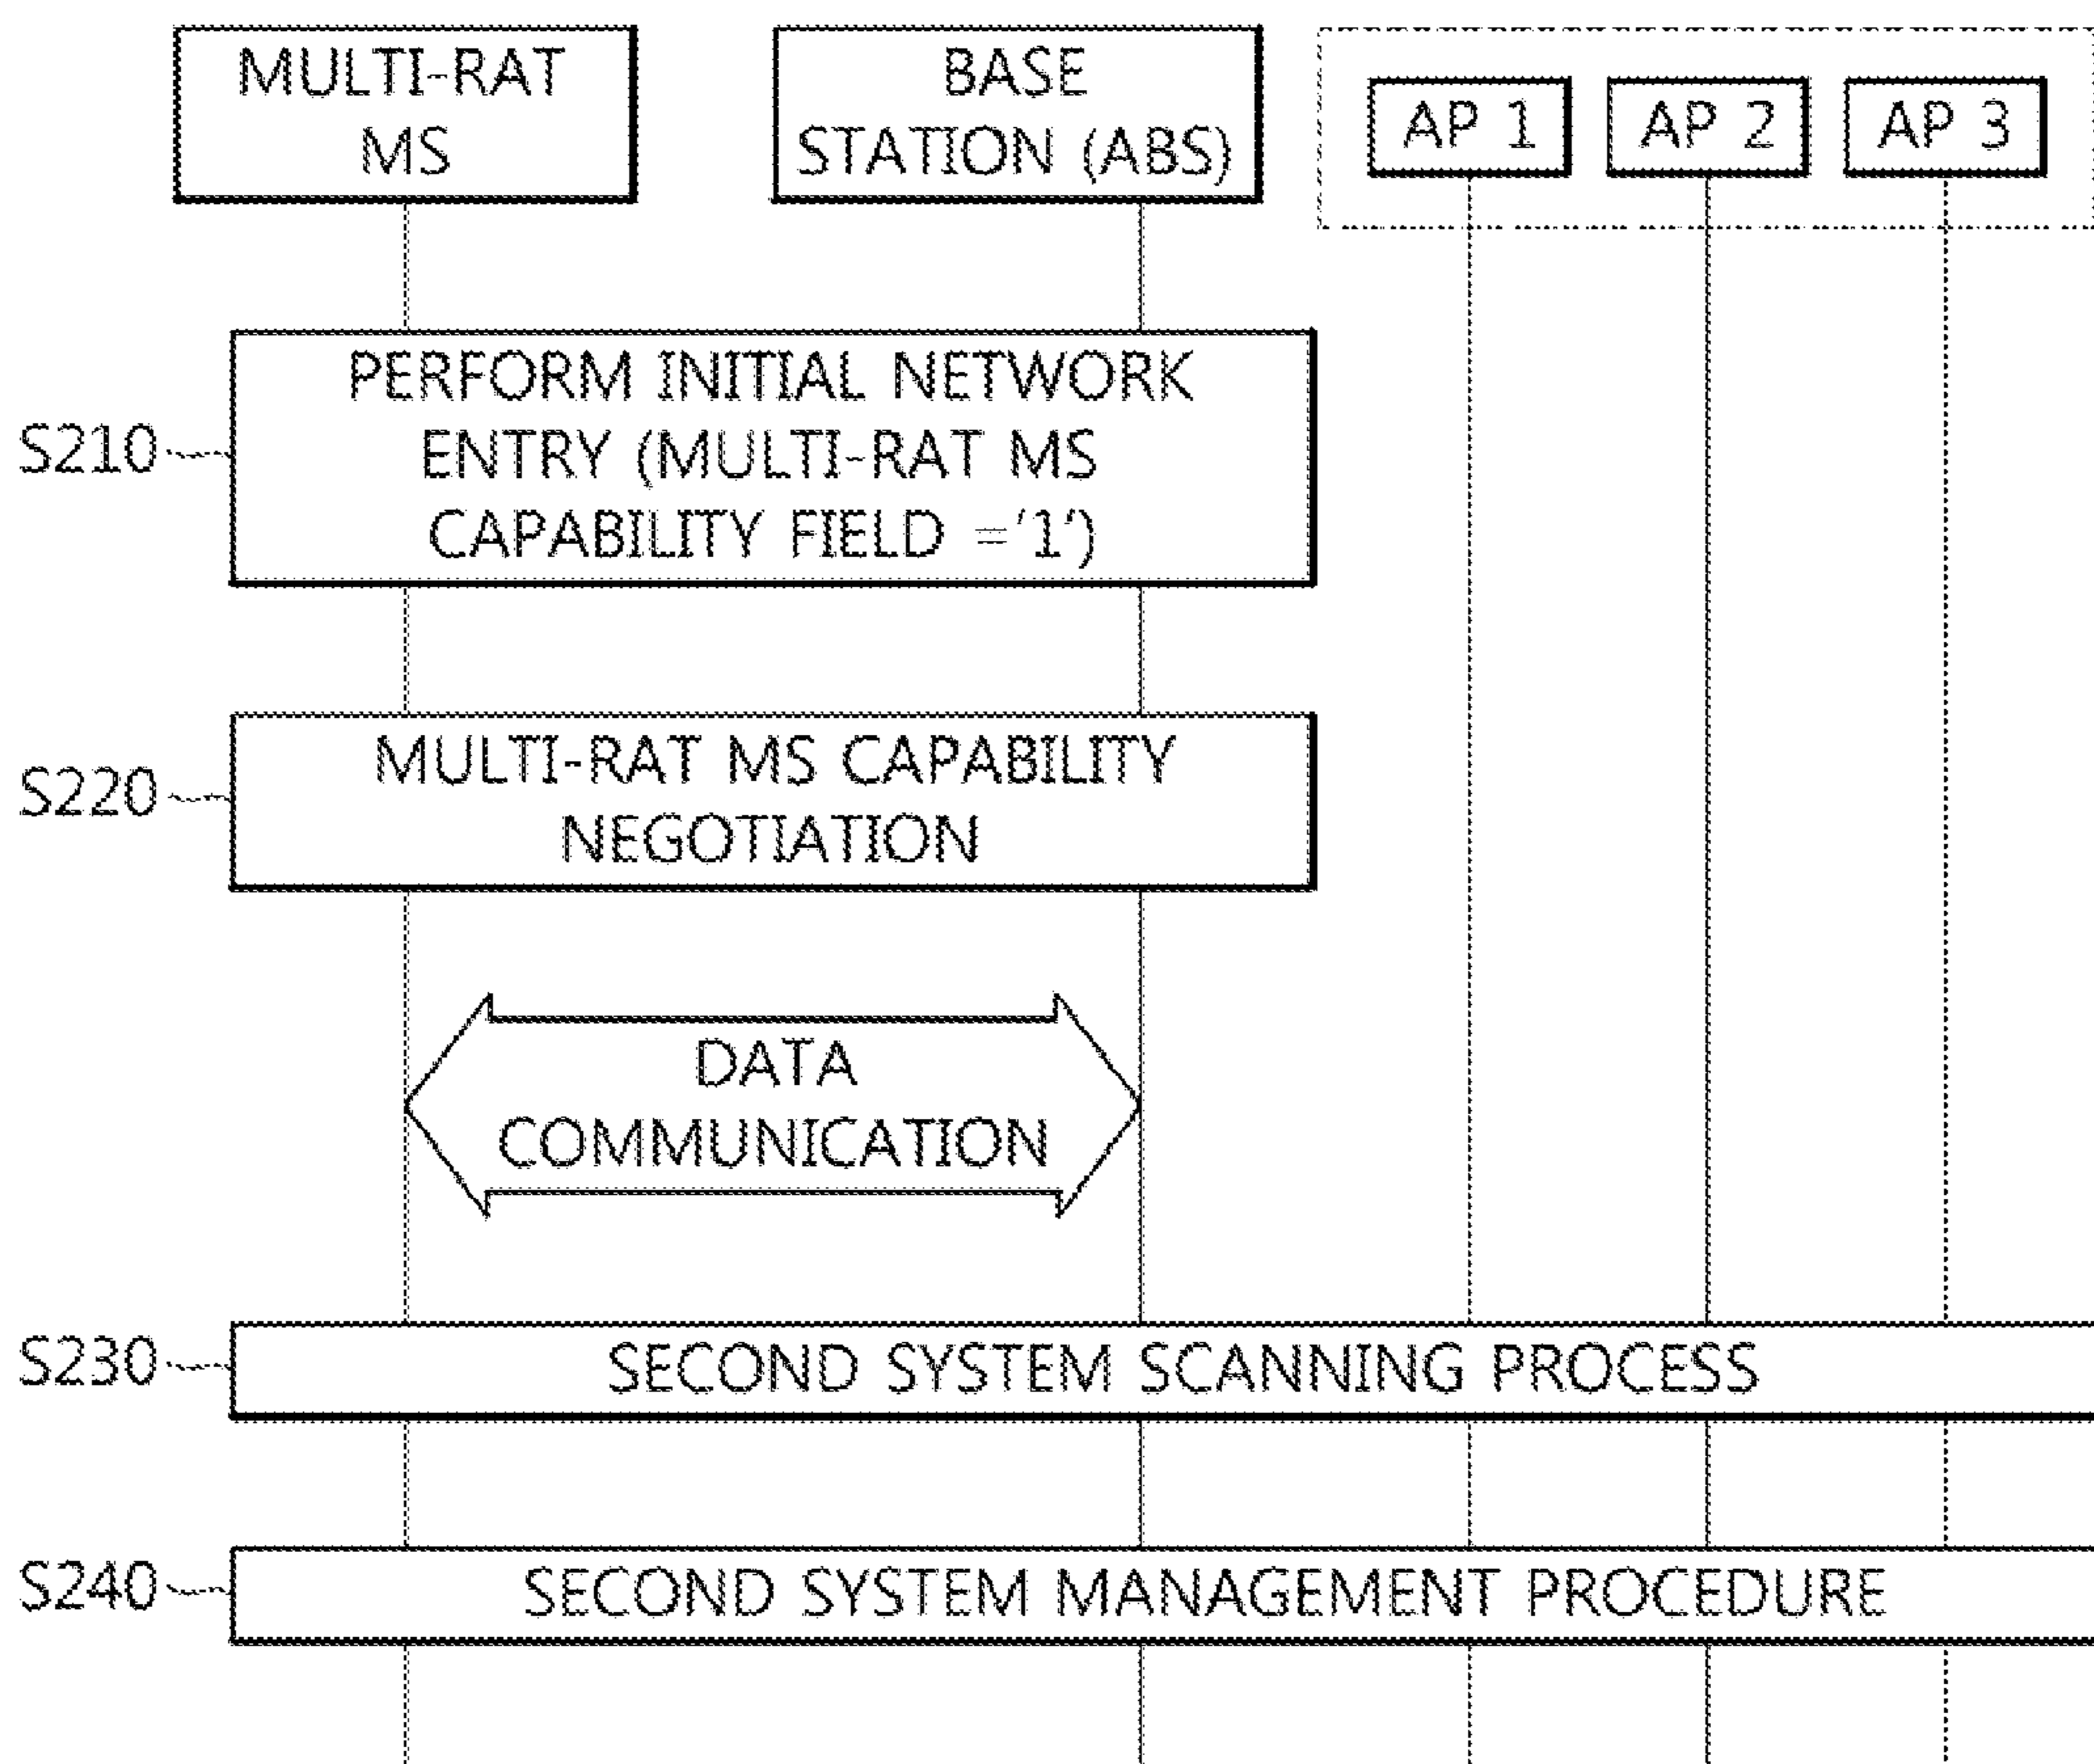 MULTI-RAT
MS
BASE
STATION (ABS)
AP 1
AP 2
AP 3
S210
PERFORM INITIAL NETWORK
ENTRY (MULTI-RAT MS
CAPABILITY FIELD ='1')
S220
MULTI-RAT MS CAPABILITY
NEGOTIATION
DATA
COMMUNICATION
S230
SECOND SYSTEM SCANNING PROCESS
S240
SECOND SYSTEM MANAGEMENT PROCEDURE